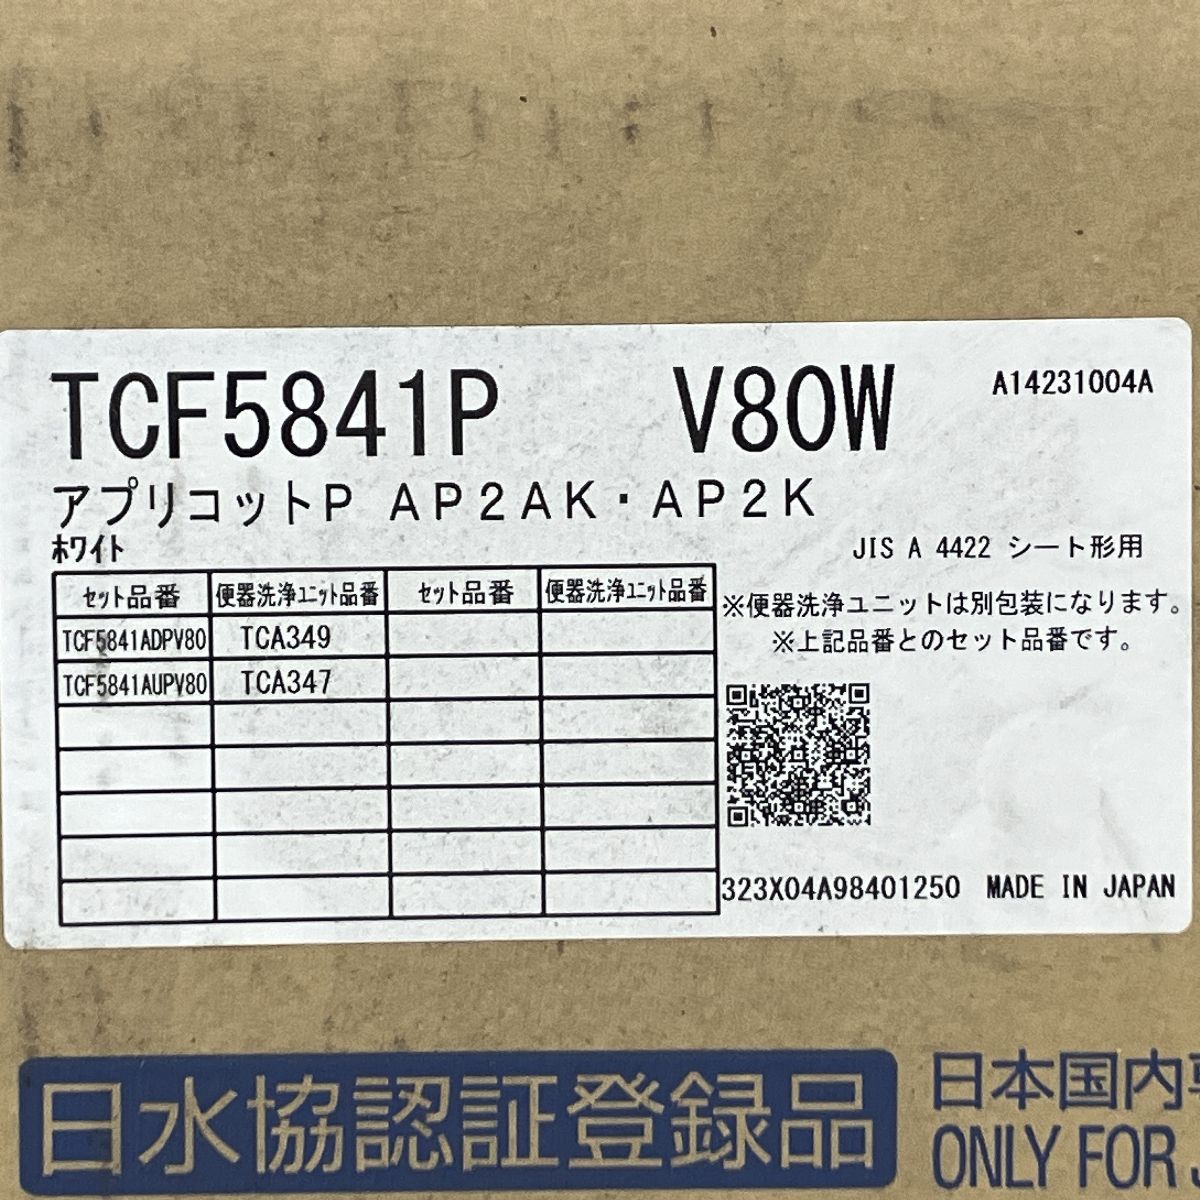 TCF5841P V80W A14231004A
アプリコットP AP2AK・AP2K
ホワイト JIS A 4422 シート形用
セット品番 便器洗浄ユニット品番 セット品番 便器洗浄ユニット品番
TCF5841ADPV80 TCA349
TCF5841AUPV80 TCA347
※便器洗浄ユニットは別包装になります。
※上記品番とのセット品番です。
323X04A98401250 MADE IN JAPAN
日水協認証登録品
日本国内専
ONLY FOR J